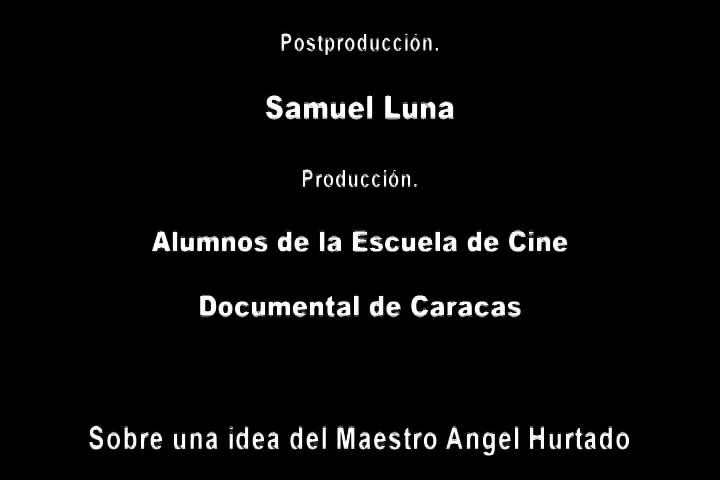 Postproducción.
Samuel Luna
Producción.
Alumnos de la Escuela de Cine
Documental de Caracas
Sobre una idea del Maestro Angel Hurtado